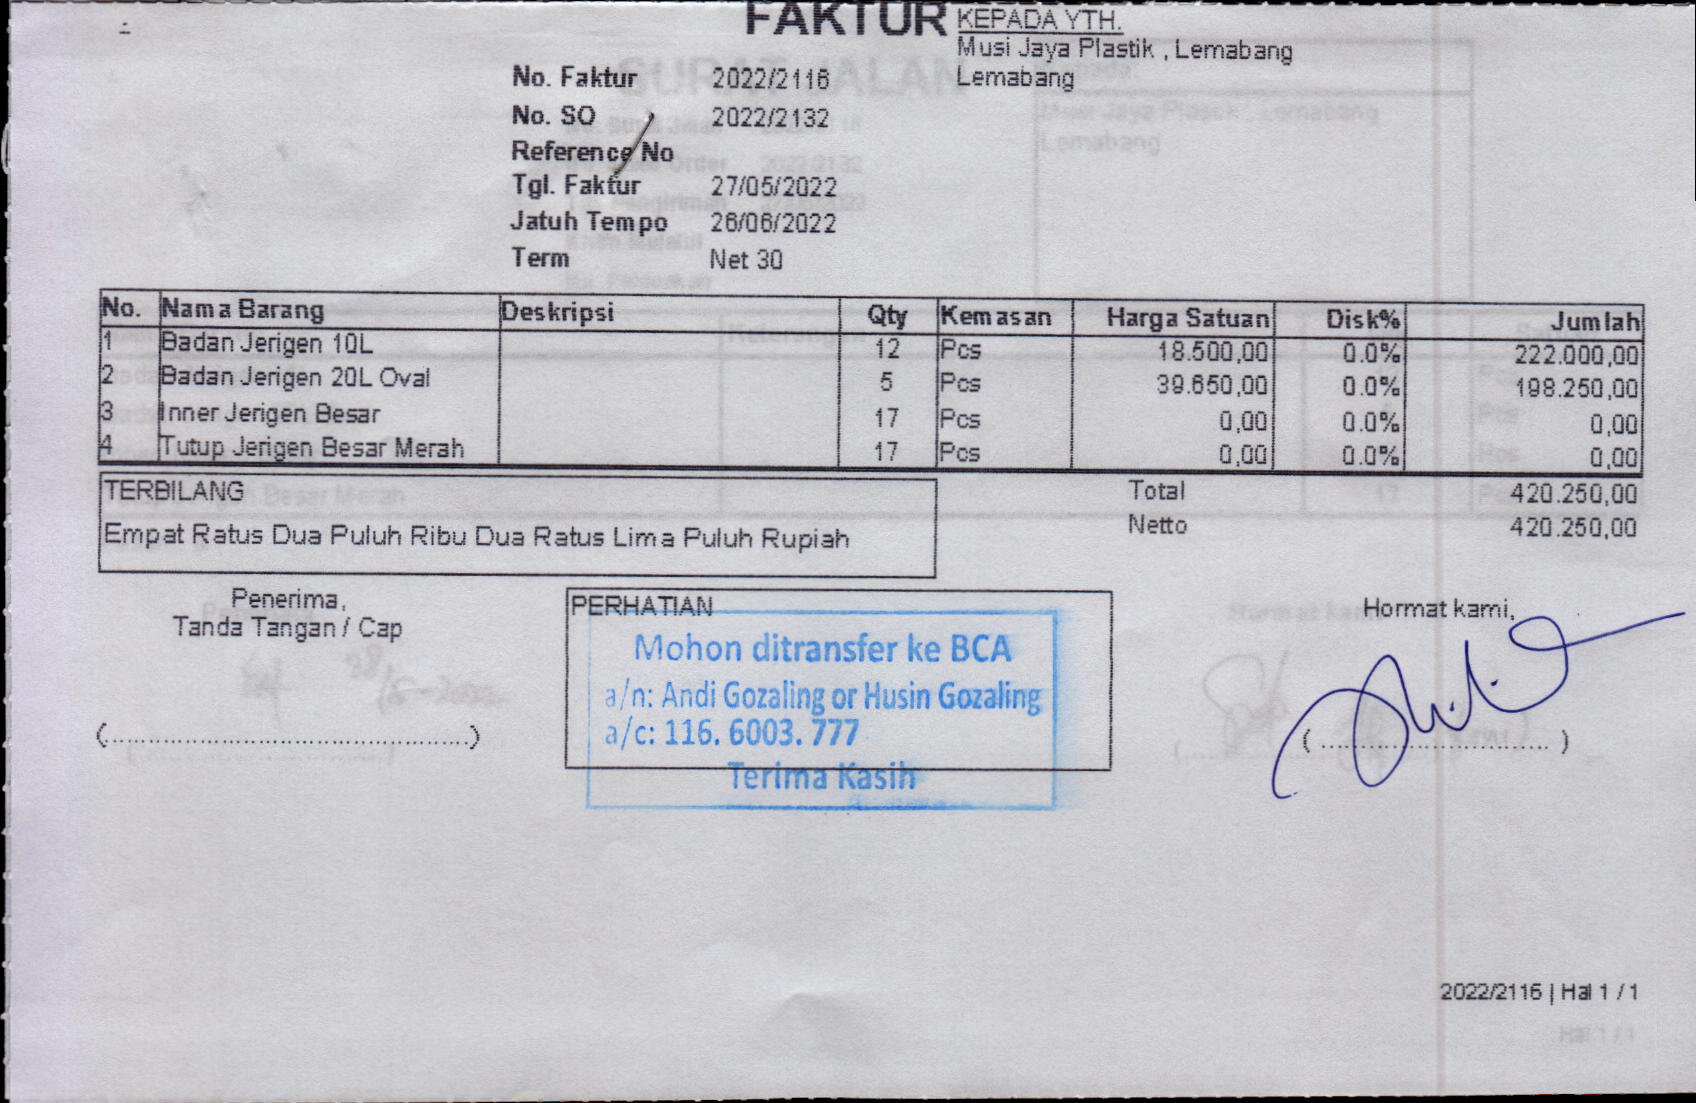 FAKTUR
KEPADA YTH.
Musi Jaya Plastik , Lemabang
Lemabang
No. Faktur 2022/2116
No. SO 2022/2132
Reference No
Tgl. Faktur 27/05/2022
Jatuh Tempo 26/06/2022
Term Net 30
No. Nama Barang Deskripsi Qty Kemasan Harga Satuan Disk% Jumlah
1 Badan Jerigen 10L 12 Pcs 18.500,00 0.0% 222.000,00
2 Badan Jerigen 20L Oval 5 Pcs 39.650,00 0.0% 198.250,00
3 Inner Jerigen Besar 17 Pcs 0,00 0.0% 0,00
4 Tutup Jerigen Besar Merah 17 Pcs 0,00 0.0% 0,00
TERBILANG
Empat Ratus Dua Puluh Ribu Dua Ratus Lima Puluh Rupiah
Total 420.250,00
Netto 420.250,00
Penerima,
Tanda Tangan / Cap
(............................................)
PERHATIAN
Mohon ditransfer ke BCA
a/n: Andi Gozaling or Husin Gozaling
a/c: 116. 6003. 777
Terima Kasih
Hormat kami,
( .............................. )
2022/2116 | Hal 1 / 1
Hal 1 / 1